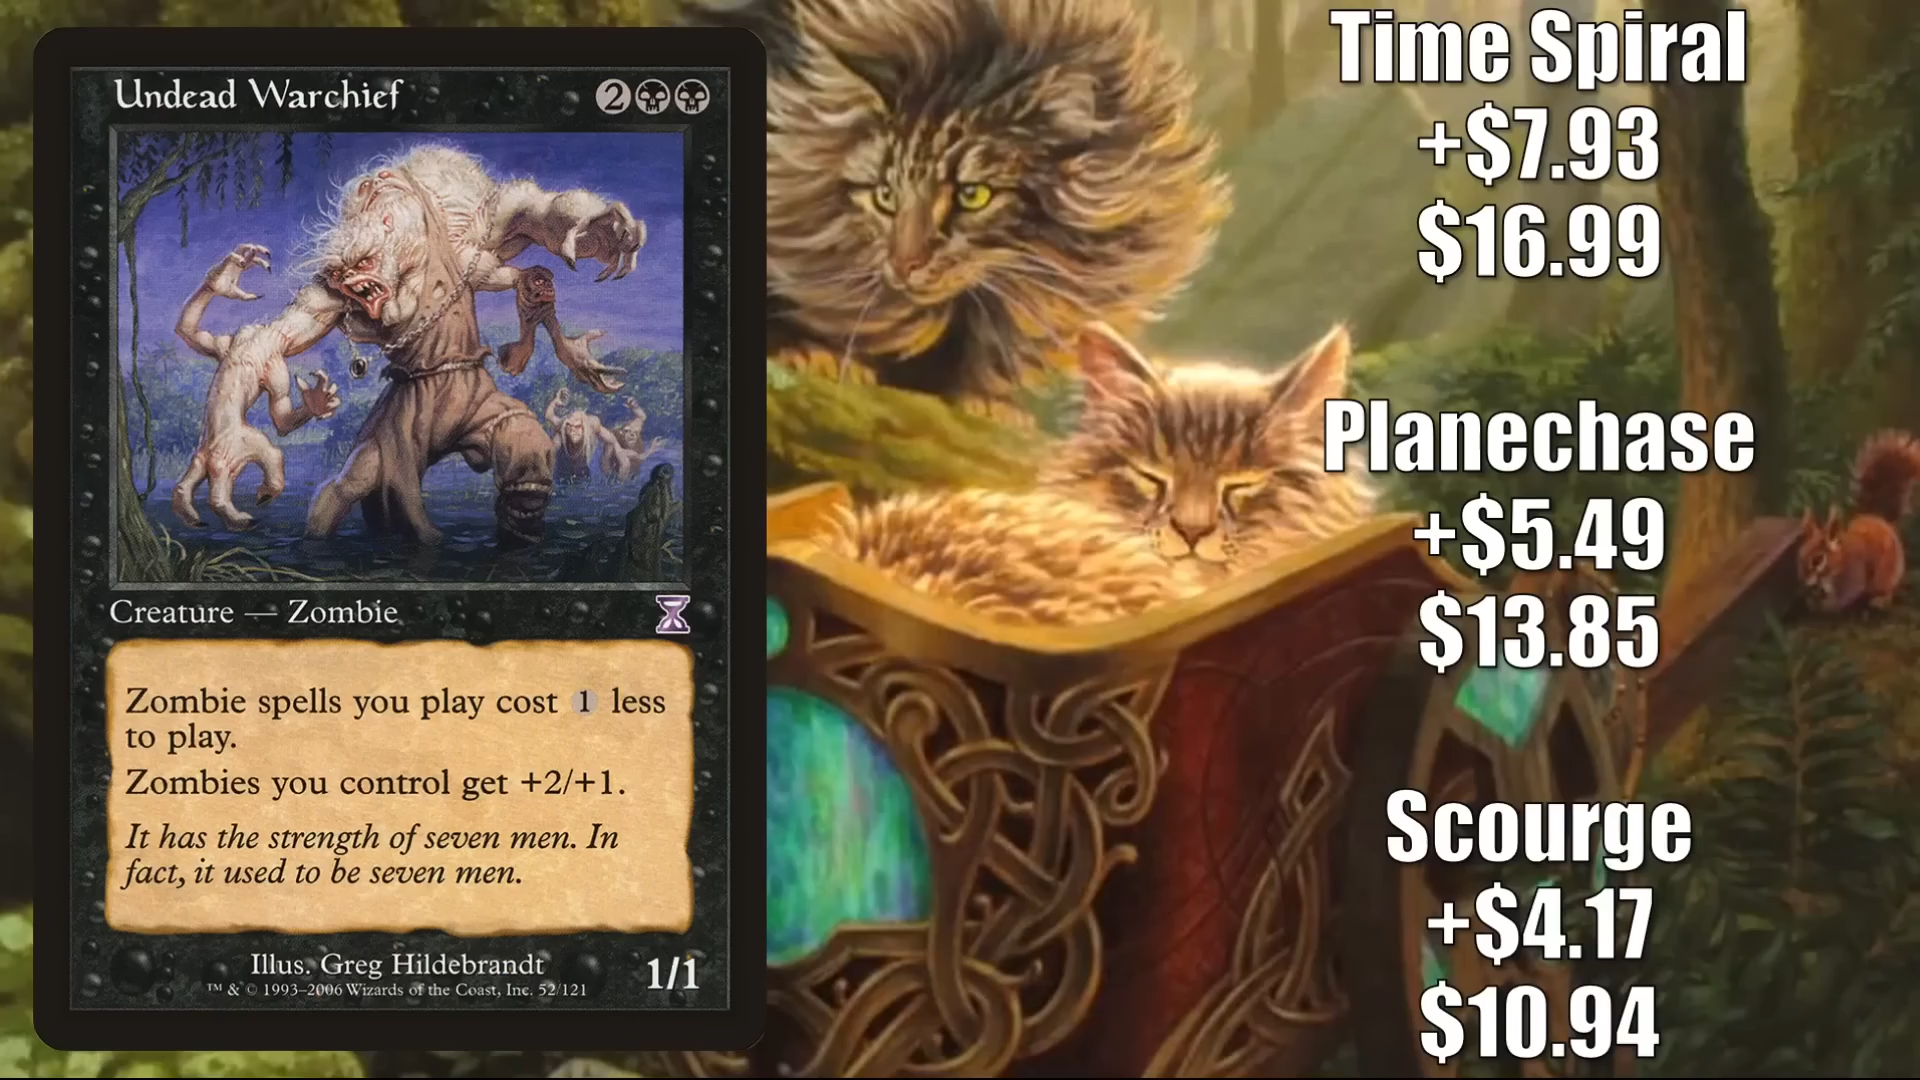 Undead Warchief
2
Creature — Zombie
Zombie spells you play cost 1 less
to play.
Zombies you control get +2/+1.
It has the strength of seven men. In
fact, it used to be seven men.
Illus. Greg Hildebrandt
1/1
™ & © 1993–2006 Wizards of the Coast, Inc. 52/121
Time Spiral
+$7.93
$16.99
Planechase
+$5.49
$13.85
Scourge
+$4.17
$10.94